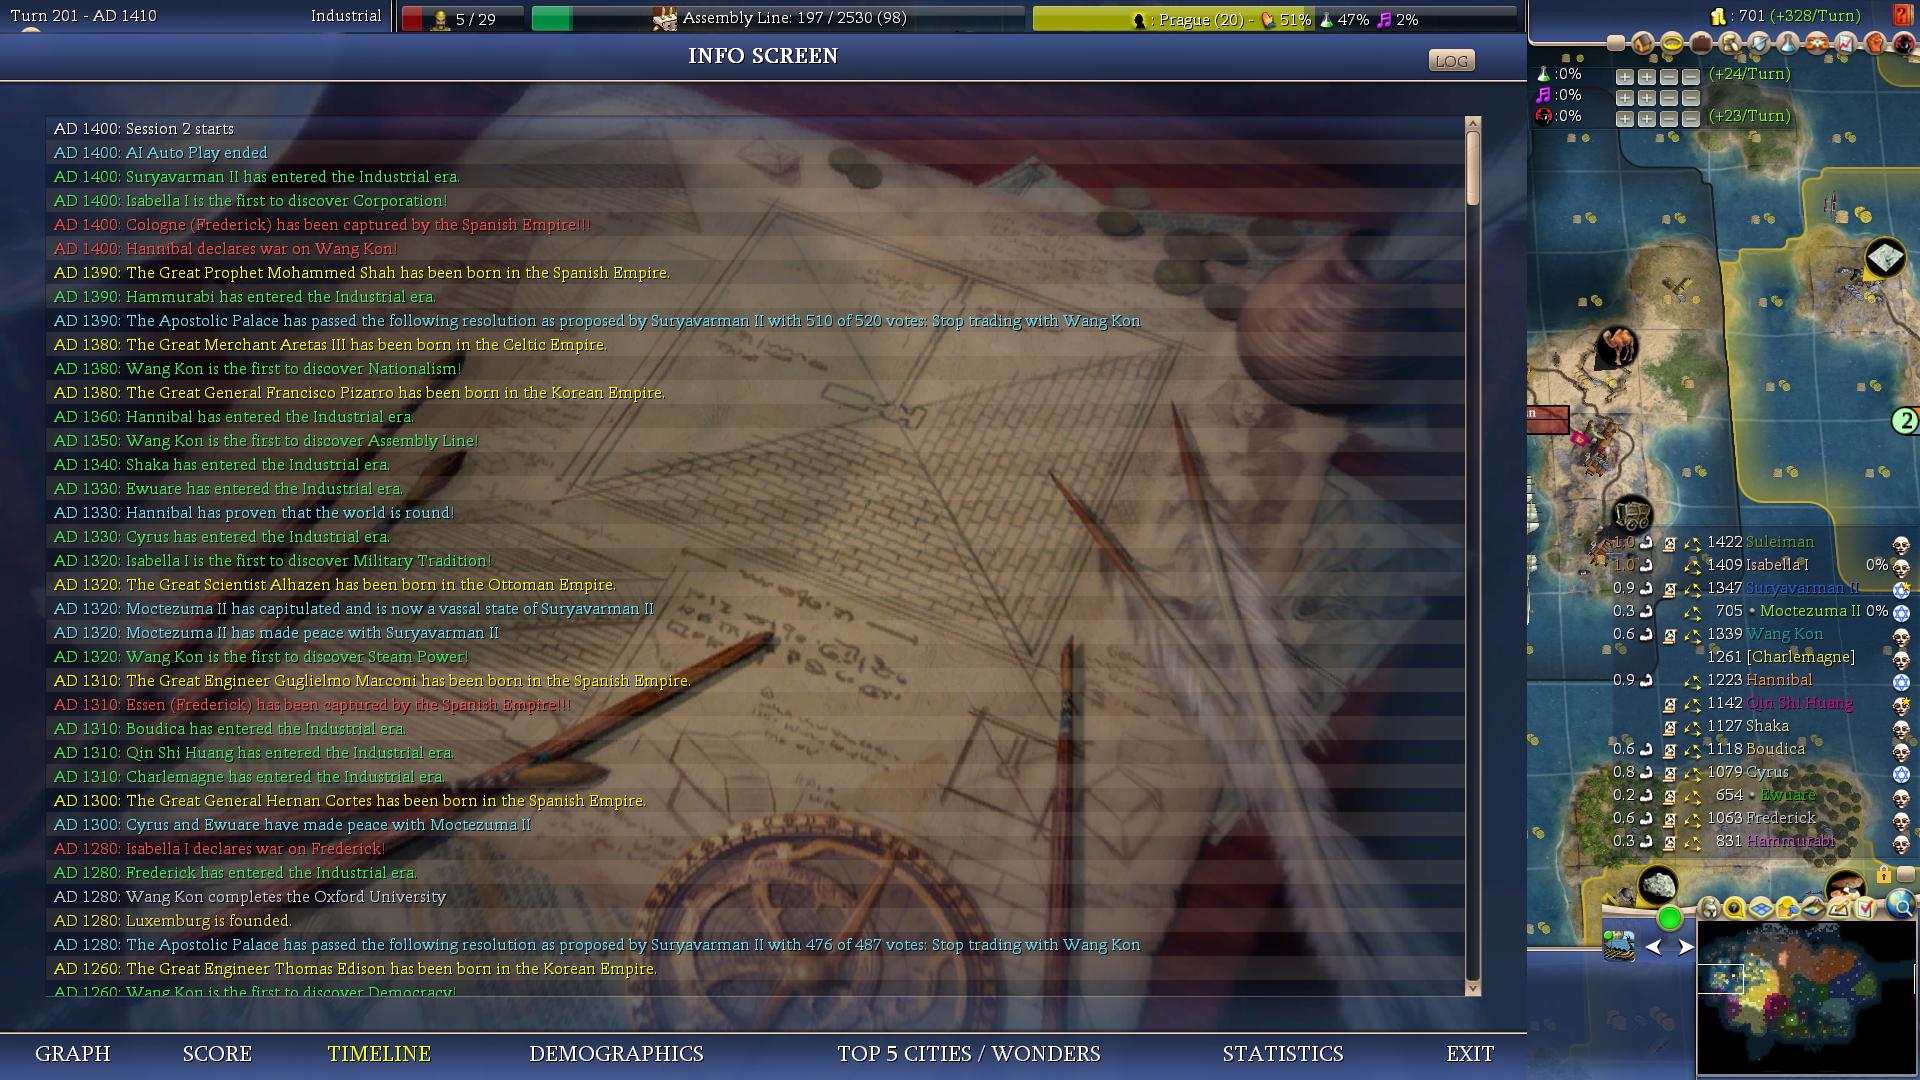 Turn 201 - AD 1410
Industrial
5 / 29
Assembly Line: 197 / 2530 (98)
: Prague (20) - 51% 47% 2%
: 701 (+328/Turn)
INFO SCREEN
LOG
:0% (+24/Turn)
:0%
:0% (+23/Turn)
AD 1400: Session 2 starts
AD 1400: AI Auto Play ended
AD 1400: Suryavarman II has entered the Industrial era.
AD 1400: Isabella I is the first to discover Corporation!
AD 1400: Cologne (Frederick) has been captured by the Spanish Empire!!!
AD 1400: Hannibal declares war on Wang Kon!
AD 1390: The Great Prophet Mohammed Shah has been born in the Spanish Empire.
AD 1390: Hammurabi has entered the Industrial era.
AD 1390: The Apostolic Palace has passed the following resolution as proposed by Suryavarman II with 510 of 520 votes: Stop trading with Wang Kon
AD 1380: The Great Merchant Aretas III has been born in the Celtic Empire.
AD 1380: Wang Kon is the first to discover Nationalism!
AD 1380: The Great General Francisco Pizarro has been born in the Korean Empire.
AD 1360: Hannibal has entered the Industrial era.
AD 1350: Wang Kon is the first to discover Assembly Line!
AD 1340: Shaka has entered the Industrial era.
AD 1330: Ewuare has entered the Industrial era.
AD 1330: Hannibal has proven that the world is round!
AD 1330: Cyrus has entered the Industrial era.
AD 1320: Isabella I is the first to discover Military Tradition!
AD 1320: The Great Scientist Alhazen has been born in the Ottoman Empire.
AD 1320: Moctezuma II has capitulated and is now a vassal state of Suryavarman II
AD 1320: Moctezuma II has made peace with Suryavarman II
AD 1320: Wang Kon is the first to discover Steam Power!
AD 1310: The Great Engineer Guglielmo Marconi has been born in the Spanish Empire.
AD 1310: Essen (Frederick) has been captured by the Spanish Empire!!!
AD 1310: Boudica has entered the Industrial era.
AD 1310: Qin Shi Huang has entered the Industrial era.
AD 1310: Charlemagne has entered the Industrial era.
AD 1300: The Great General Hernan Cortes has been born in the Spanish Empire.
AD 1300: Cyrus and Ewuare have made peace with Moctezuma II
AD 1280: Isabella I declares war on Frederick!
AD 1280: Frederick has entered the Industrial era.
AD 1280: Wang Kon completes the Oxford University
AD 1280: Luxemburg is founded.
AD 1280: The Apostolic Palace has passed the following resolution as proposed by Suryavarman II with 476 of 487 votes: Stop trading with Wang Kon
AD 1260: The Great Engineer Thomas Edison has been born in the Korean Empire.
AD 1260: Wang Kon is the first to discover Democracy!
2
n
1.0 1422 Suleiman
1.0 1409 Isabella I 0%
0.9 1347 Suryavarman II
0.3 705 • Moctezuma II 0%
0.6 1339 Wang Kon
1261 [Charlemagne]
0.9 1223 Hannibal
1142 Qin Shi Huang
1127 Shaka
0.6 1118 Boudica
0.8 1079 Cyrus
0.2 654 • Ewuare
0.6 1063 Frederick
0.3 831 Hammurabi
GRAPH
SCORE
TIMELINE
DEMOGRAPHICS
TOP 5 CITIES / WONDERS
STATISTICS
EXIT